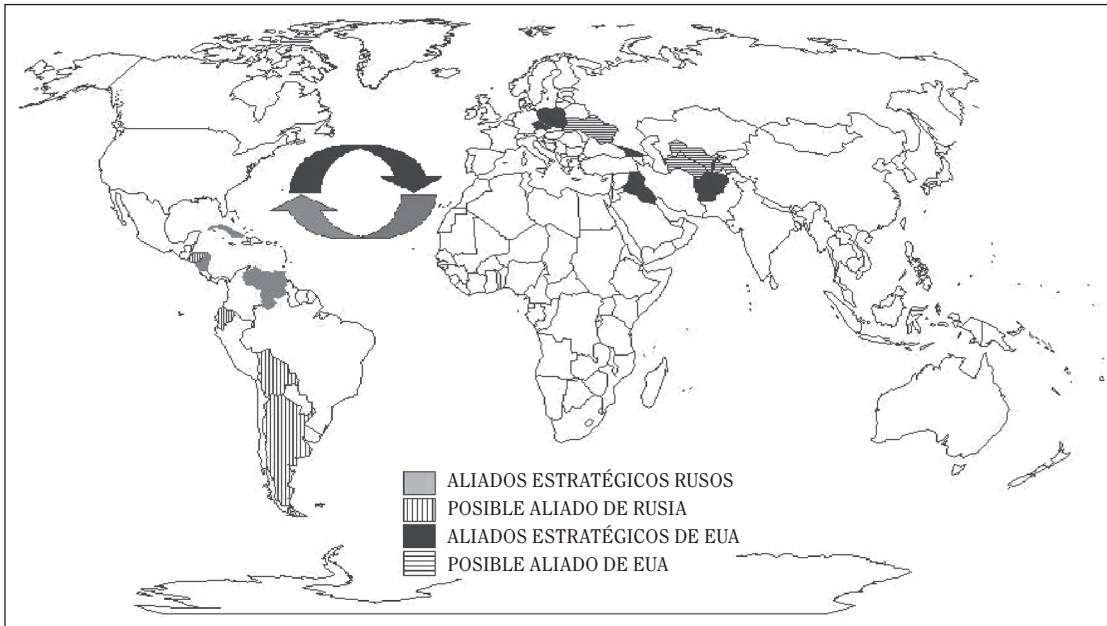 ALIADOS ESTRATÉGICOS RUSOS
POSIBLE ALIADO DE RUSIA
ALIADOS ESTRATÉGICOS DE EUA
POSIBLE ALIADO DE EUA